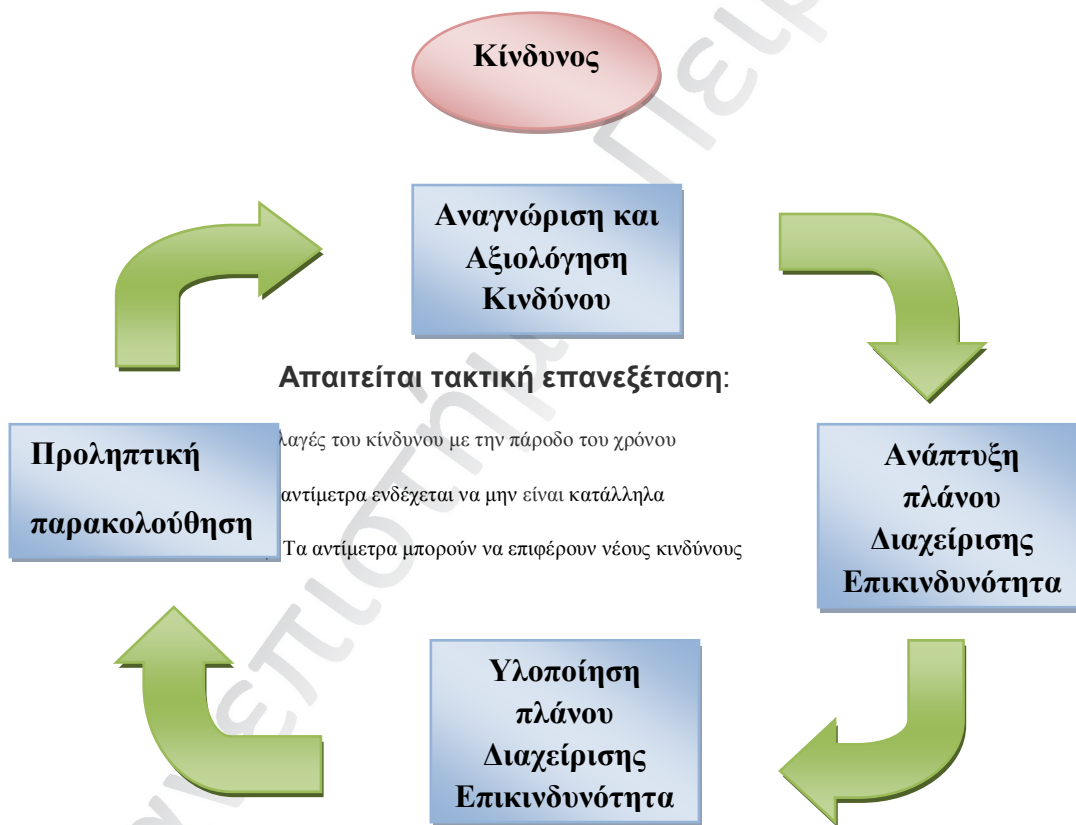 Κίνδυνος
Αναγνώριση και
Αξιολόγηση
Κινδύνου
Απαιτείται τακτική επανεξέταση:
του κίνδυνου με την πάροδο του χρόνου
αντίμετρα ενδέχεται να μην είναι κατάλληλα
Τα αντίμετρα μπορούν να επιφέρουν νέους κινδύνους
Προληπτική
παρακολούθηση
Ανάπτυξη
πλάνου
Διαχείρισης
Επικινδυνότητα
Υλοποίηση
πλάνου
Διαχείρισης
Επικινδυνότητα